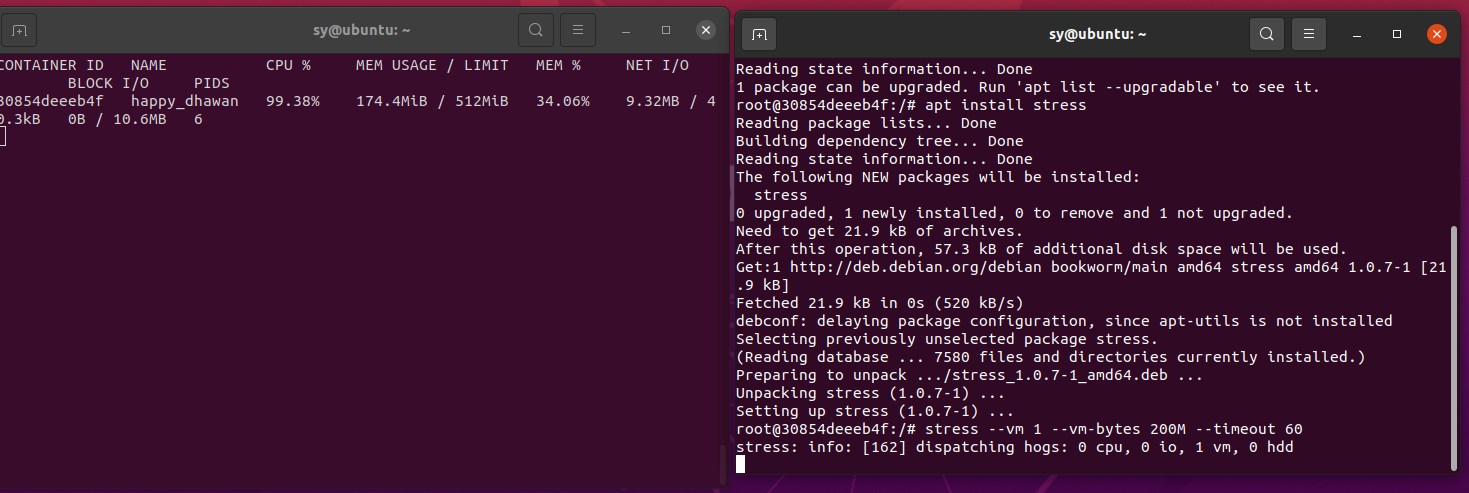 sy@ubuntu: ~
CONTAINER ID NAME CPU % MEM USAGE / LIMIT MEM % NET I/O
BLOCK I/O PIDS
30854deeeb4f happy_dhawan 99.38% 174.4MiB / 512MiB 34.06% 9.32MB / 4
0.3kB 0B / 10.6MB 6
sy@ubuntu: ~
Reading state information... Done
1 package can be upgraded. Run 'apt list --upgradable' to see it.
root@30854deeeb4f:/# apt install stress
Reading package lists... Done
Building dependency tree... Done
Reading state information... Done
The following NEW packages will be installed:
stress
0 upgraded, 1 newly installed, 0 to remove and 1 not upgraded.
Need to get 21.9 kB of archives.
After this operation, 57.3 kB of additional disk space will be used.
Get:1 http://deb.debian.org/debian bookworm/main amd64 stress amd64 1.0.7-1 [21
.9 kB]
Fetched 21.9 kB in 0s (520 kB/s)
debconf: delaying package configuration, since apt-utils is not installed
Selecting previously unselected package stress.
(Reading database ... 7580 files and directories currently installed.)
Preparing to unpack .../stress_1.0.7-1_amd64.deb ...
Unpacking stress (1.0.7-1) ...
Setting up stress (1.0.7-1) ...
root@30854deeeb4f:/# stress --vm 1 --vm-bytes 200M --timeout 60
stress: info: [162] dispatching hogs: 0 cpu, 0 io, 1 vm, 0 hdd